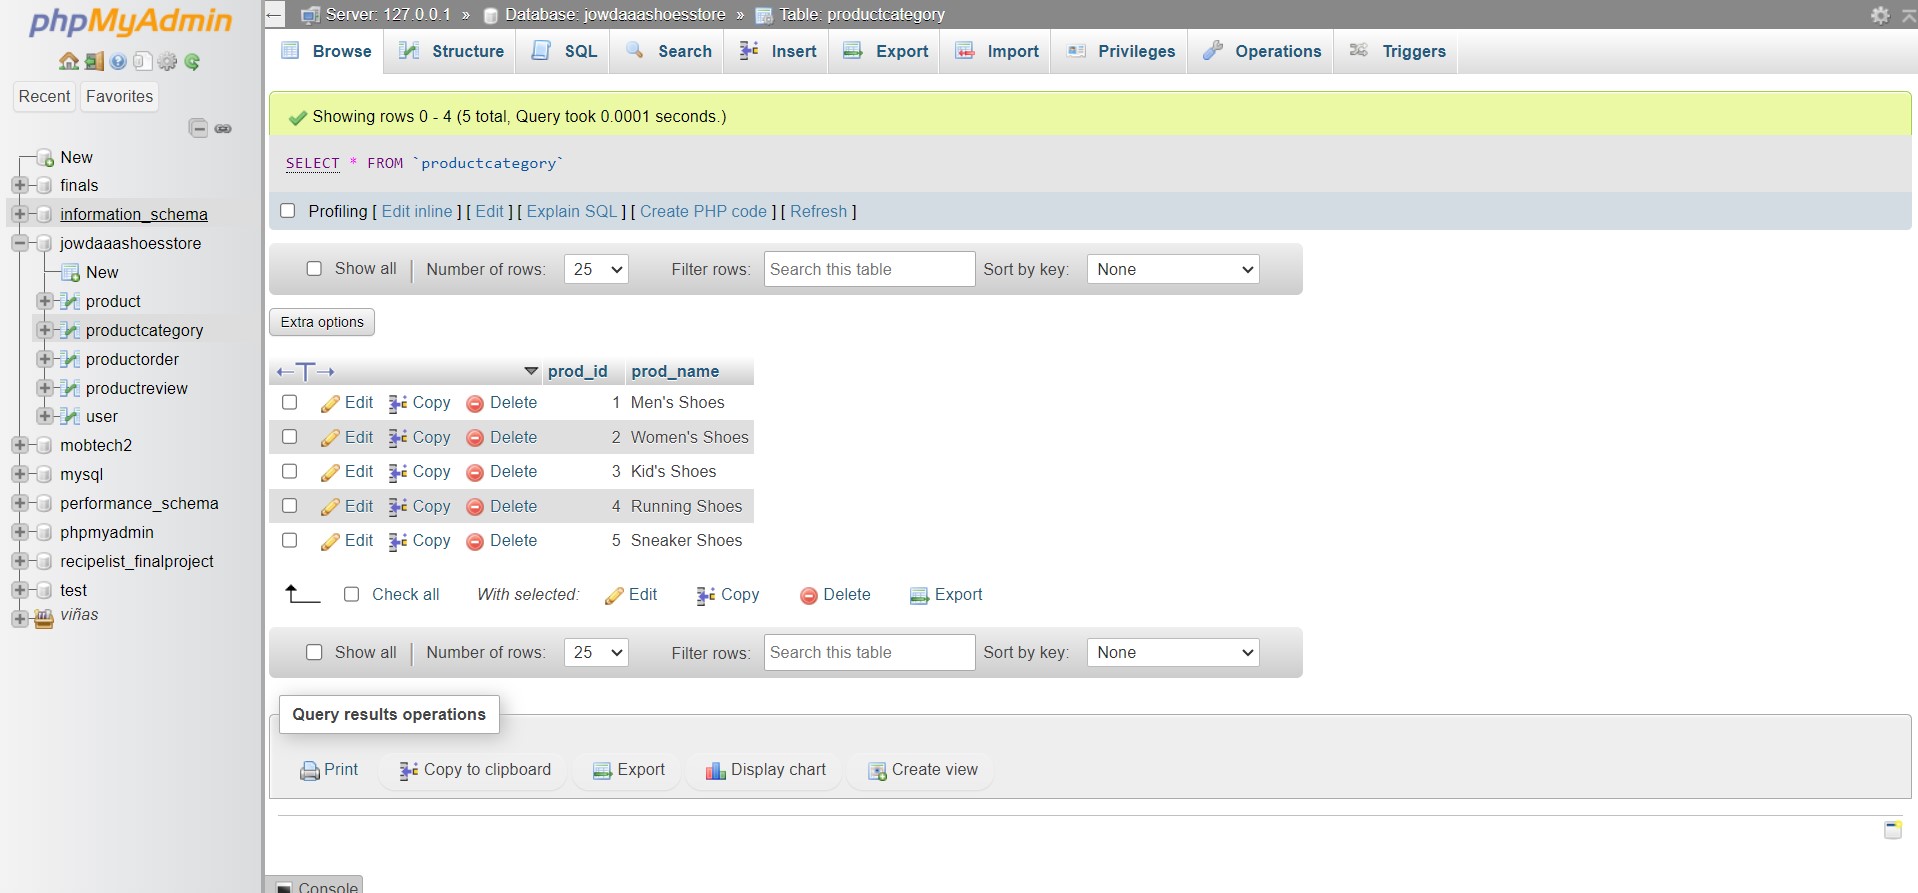 phpMyAdmin
Recent Favorites
New
finals
information_schema
jowdaaashoesstore
New
product
productcategory
productorder
productreview
user
mobtech2
mysql
performance_schema
phpmyadmin
recipelist_finalproject
test
viñas
Server: 127.0.0.1 » Database: jowdaaashoesstore » Table: productcategory
Browse Structure SQL Search Insert Export Import Privileges Operations Triggers
Showing rows 0 - 4 (5 total, Query took 0.0001 seconds.)
SELECT * FROM `productcategory`
Profiling [ Edit inline ] [ Edit ] [ Explain SQL ] [ Create PHP code ] [ Refresh ]
Show all | Number of rows: 25 Filter rows: Search this table Sort by key: None
Extra options
←T→ prod_id prod_name
Edit Copy Delete 1 Men's Shoes
Edit Copy Delete 2 Women's Shoes
Edit Copy Delete 3 Kid's Shoes
Edit Copy Delete 4 Running Shoes
Edit Copy Delete 5 Sneaker Shoes
Check all With selected: Edit Copy Delete Export
Show all | Number of rows: 25 Filter rows: Search this table Sort by key: None
Query results operations
Print Copy to clipboard Export Display chart Create view
Console